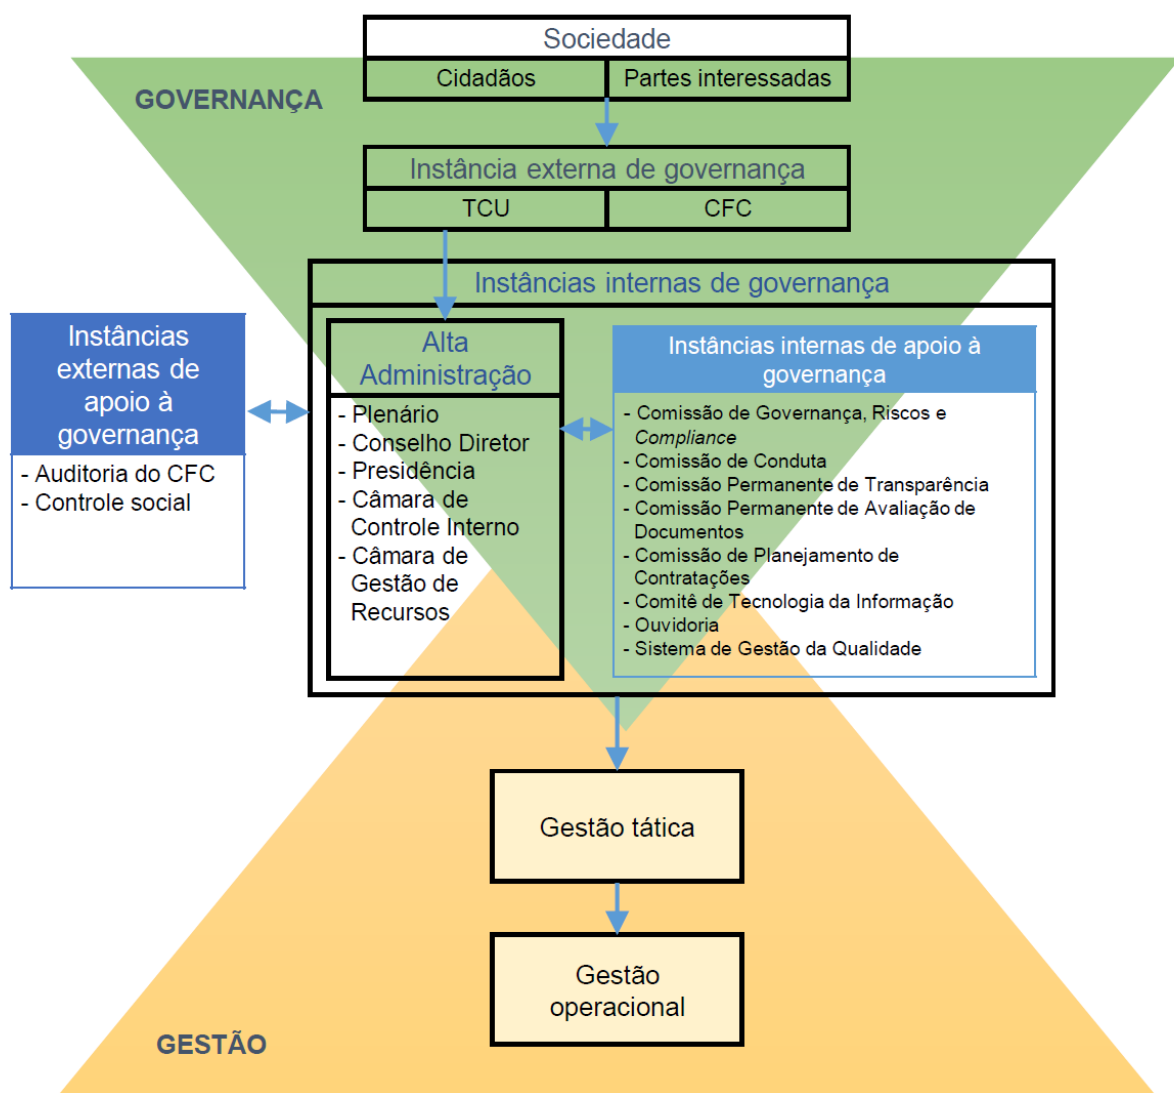 Sociedade
Cidadãos
Partes interessadas
GOVERNANÇA
Instância externa de governança
TCU
CFC
Instâncias internas de governança
Instâncias
externas de
apoio à
governança
- Auditoria do CFC
- Controle social
Alta
Administração
- Plenário
- Conselho Diretor
- Presidência
- Câmara de
Controle Interno
- Câmara de
Gestão de
Recursos
Instâncias internas de apoio à
governança
- Comissão de Governança, Riscos e
Compliance
- Comissão de Conduta
- Comissão Permanente de Transparência
- Comissão Permanente de Avaliação de
Documentos
- Comissão de Planejamento de
Contratações
- Comitê de Tecnologia da Informação
- Ouvidoria
- Sistema de Gestão da Qualidade
Gestão tática
Gestão
operacional
GESTÃO